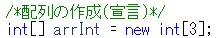 /*配列の作成(宣言)*/
int[] arrInt = new int[3];